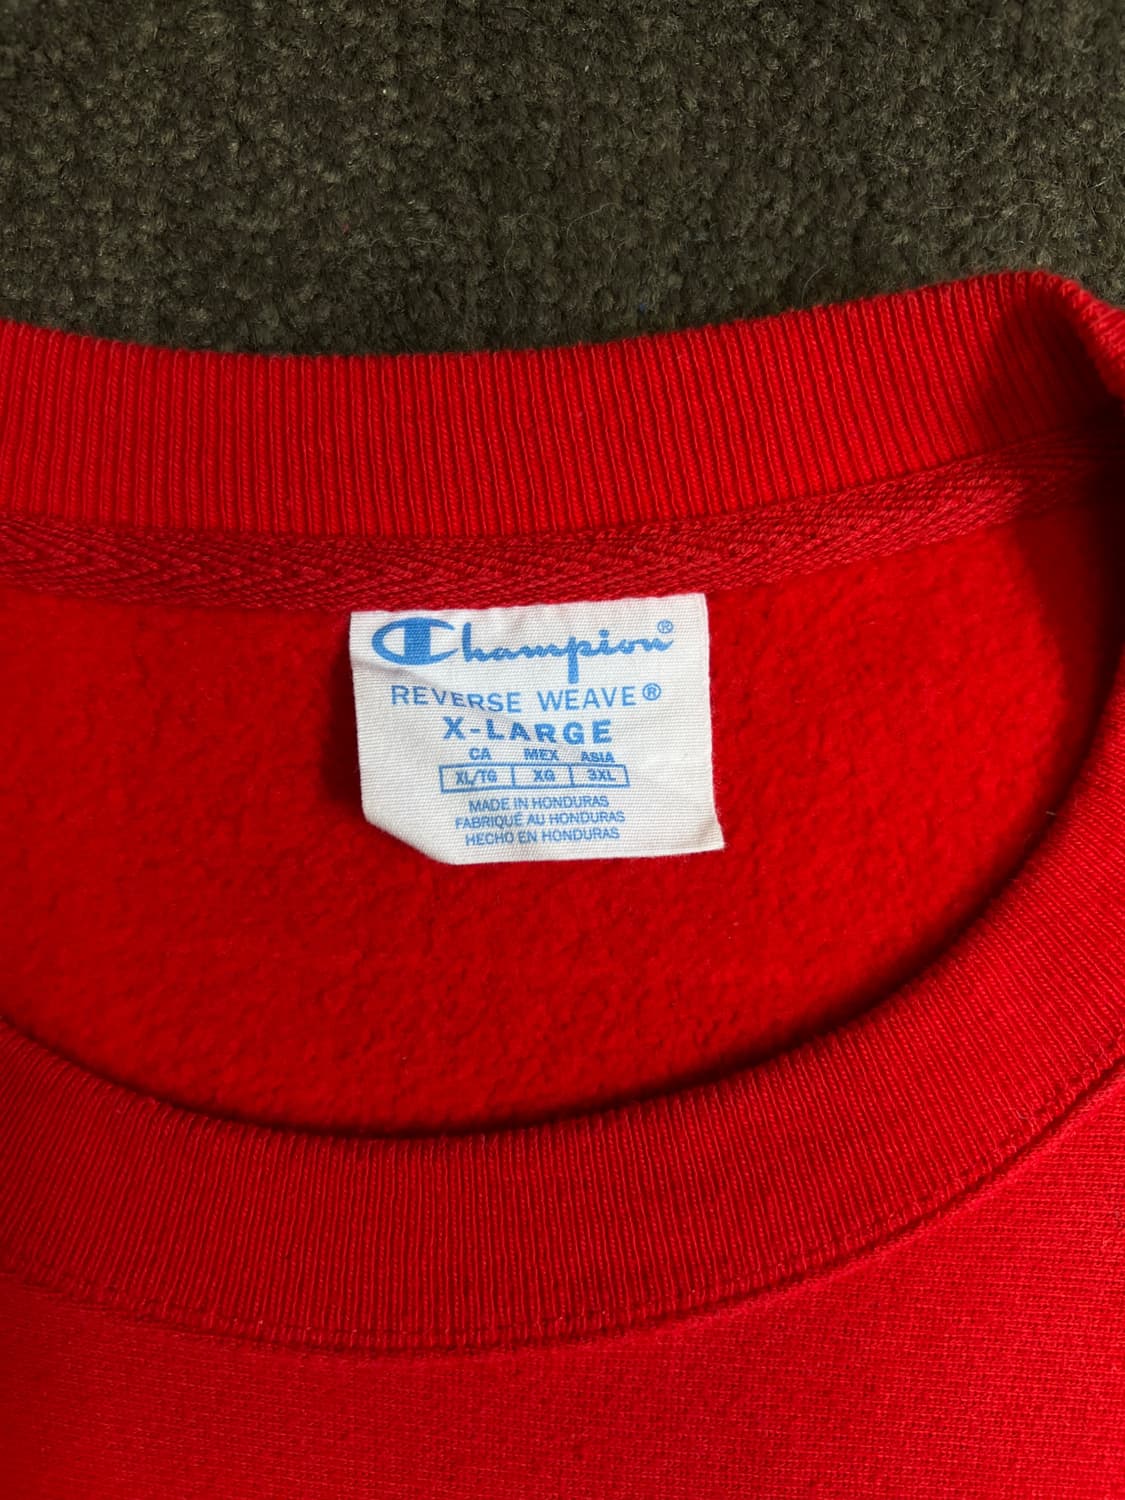 Champion®
REVERSE WEAVE®
X-LARGE
CA MEX ASIA
XL/TG XG 3XL
MADE IN HONDURAS
FABRIQUÉ AU HONDURAS
HECHO EN HONDURAS